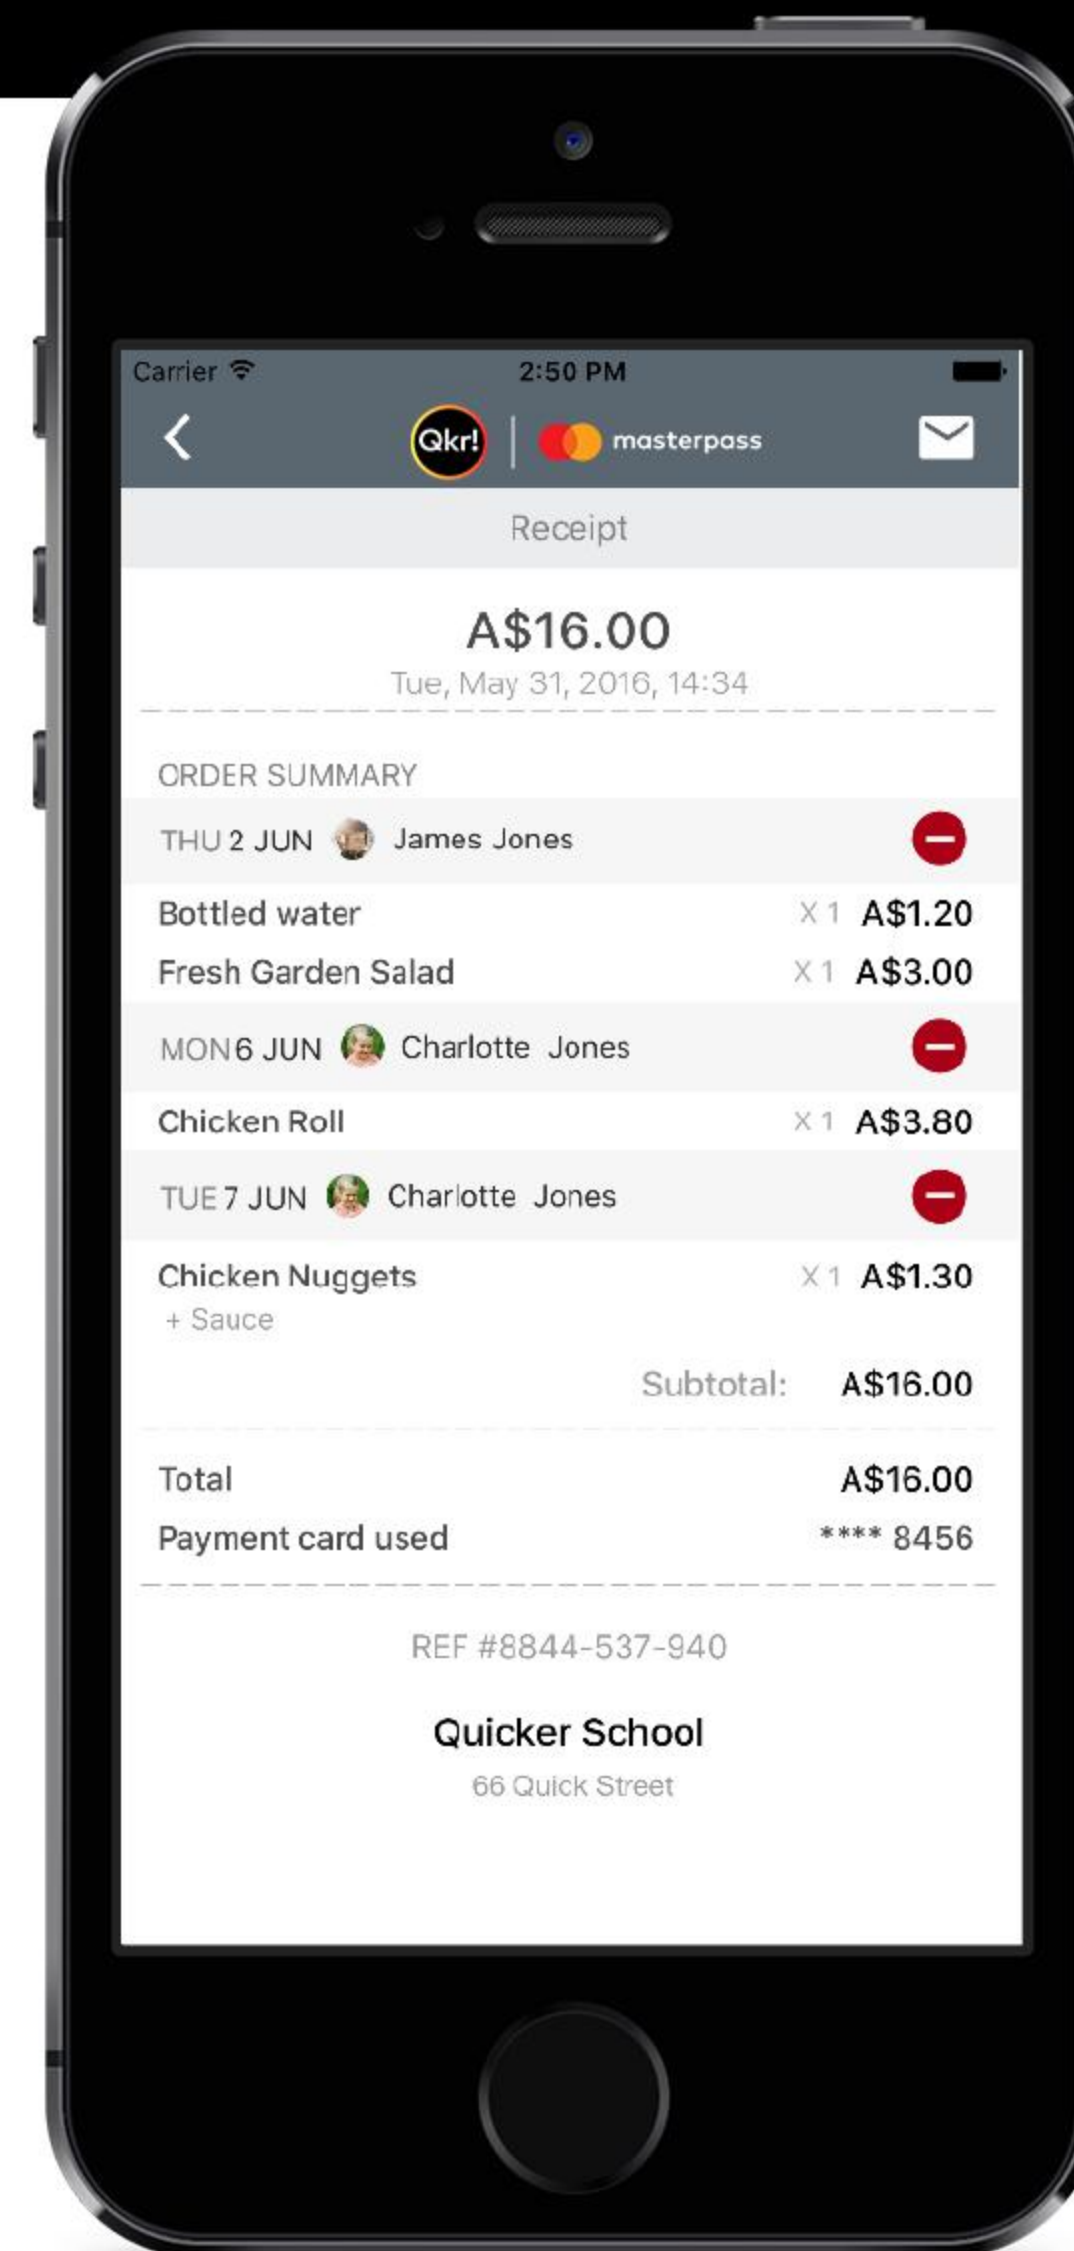 Carrier 2:50 PM
Qkr! masterpass
Receipt
A$16.00
Tue, May 31, 2016, 14:34
ORDER SUMMARY
THU 2 JUN James Jones
Bottled water X 1 A$1.20
Fresh Garden Salad X 1 A$3.00
MON 6 JUN Charlotte Jones
Chicken Roll X 1 A$3.80
TUE 7 JUN Charlotte Jones
Chicken Nuggets X 1 A$1.30
+ Sauce
Subtotal: A$16.00
Total A$16.00
Payment card used **** 8456
REF #8844-537-940
Quicker School
66 Quick Street